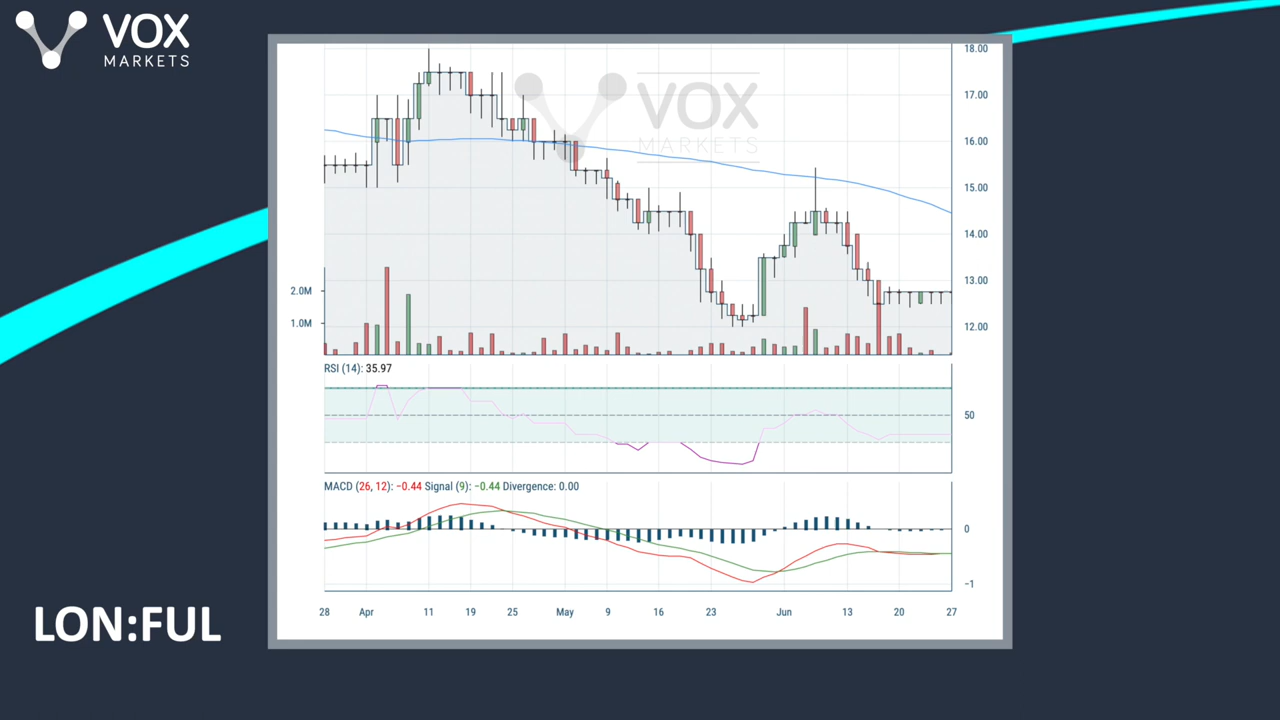 VOX
MARKETS
VOX
MARKETS
18.00
17.00
16.00
15.00
14.00
13.00
12.00
2.0M
1.0M
RSI (14): 35.97
50
MACD (26, 12): −0.44 Signal (9): −0.44 Divergence: 0.00
0
−1
28 Apr 11 19 25 May 9 16 23 Jun 13 20 27
LON:FUL